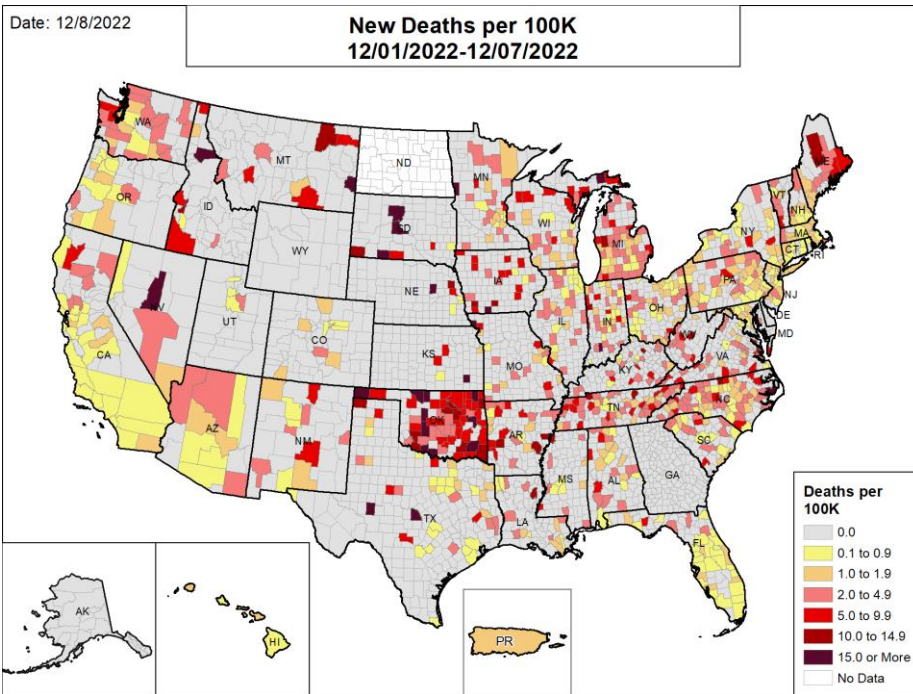 Date: 12/8/2022
New Deaths per 100K
12/01/2022-12/07/2022
WA
MT
ND
MN
ME
OR
ID
SD
WI
MI
VT
NH
NY
MA
CT
RI
WY
IA
NE
PA
NJ
NV
UT
CO
IL
IN
OH
DE
MD
CA
KS
MO
WV
VA
KY
AZ
NM
OK
AR
TN
NC
SC
TX
LA
MS
AL
GA
FL
AK
HI
PR
Deaths per
100K
0.0
0.1 to 0.9
1.0 to 1.9
2.0 to 4.9
5.0 to 9.9
10.0 to 14.9
15.0 or More
No Data